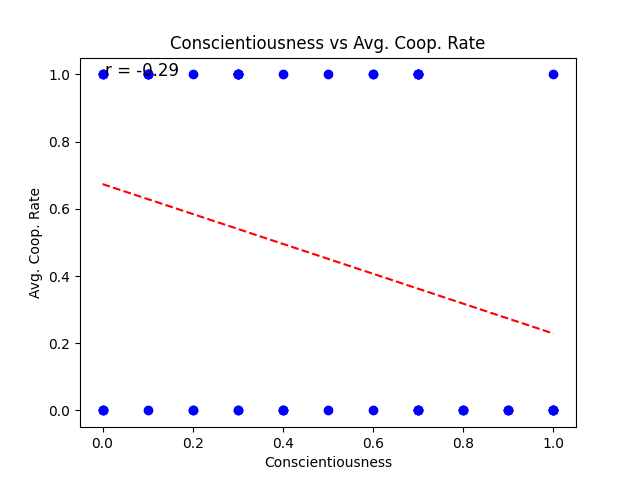 Conscientiousness vs Avg. Coop. Rate
r = -0.29
1.0
0.8
0.6
0.4
0.2
0.0
Avg. Coop. Rate
0.0 0.2 0.4 0.6 0.8 1.0
Conscientiousness